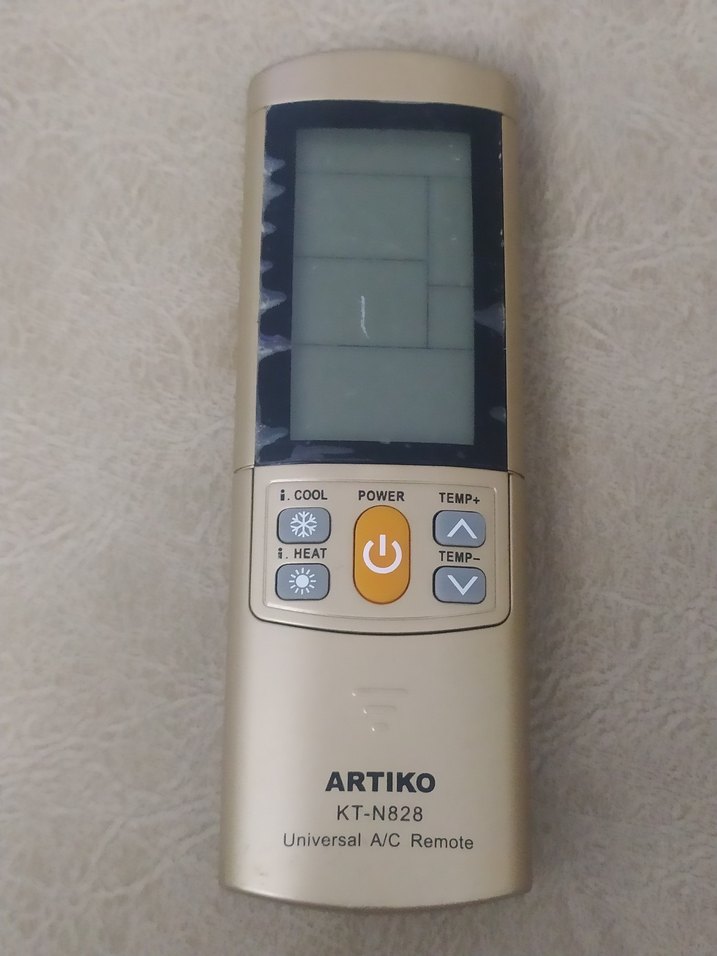 i. COOL POWER TEMP+
i. HEAT TEMP–
ARTIKO
KT-N828
Universal A/C Remote